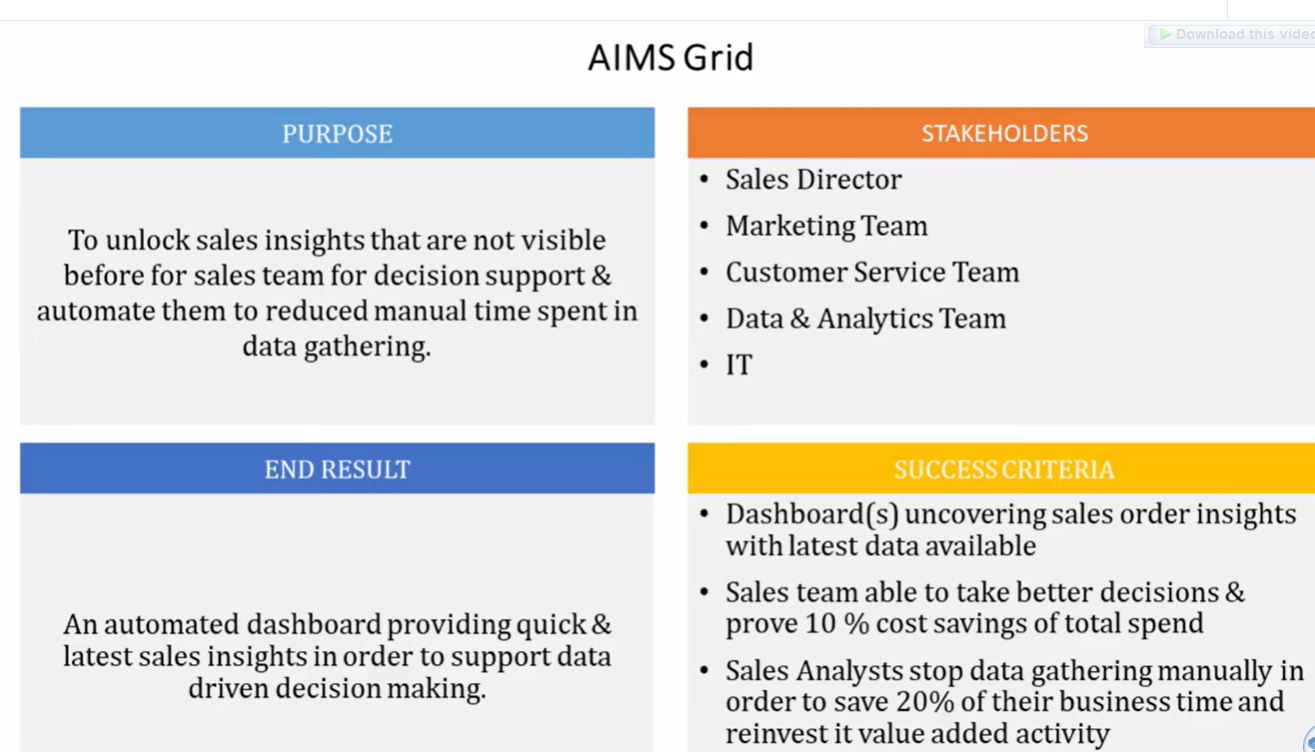 Download this video
AIMS Grid
PURPOSE
To unlock sales insights that are not visible
before for sales team for decision support &
automate them to reduced manual time spent in
data gathering.
STAKEHOLDERS
• Sales Director
• Marketing Team
• Customer Service Team
• Data & Analytics Team
• IT
END RESULT
An automated dashboard providing quick &
latest sales insights in order to support data
driven decision making.
SUCCESS CRITERIA
• Dashboard(s) uncovering sales order insights
with latest data available
• Sales team able to take better decisions &
prove 10 % cost savings of total spend
• Sales Analysts stop data gathering manually in
order to save 20% of their business time and
reinvest it value added activity